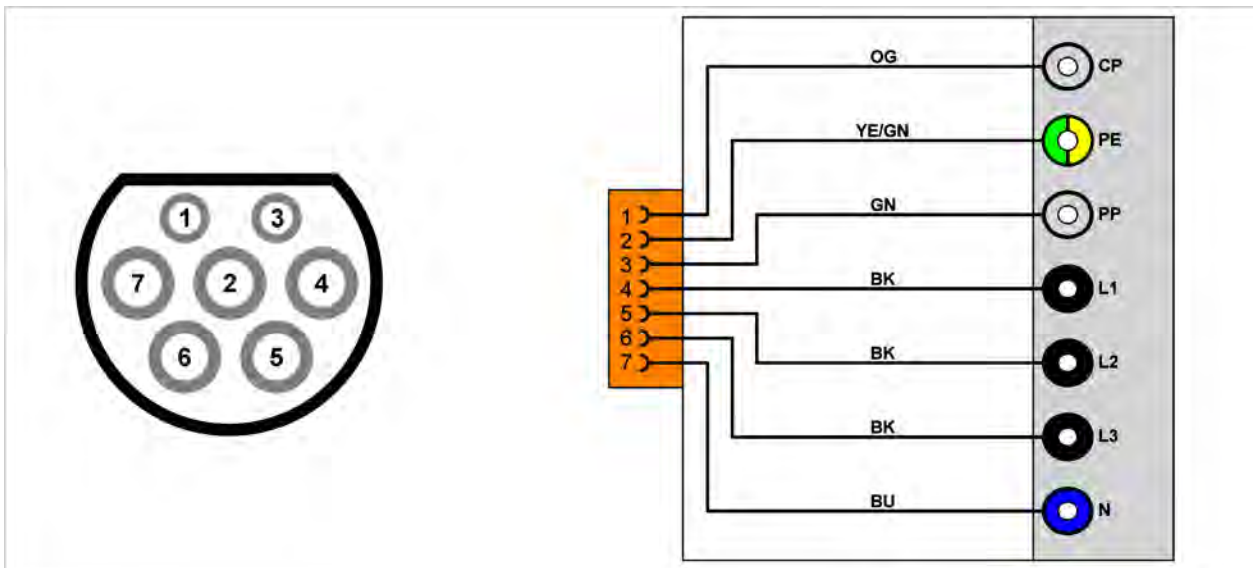 1 3
7 2 4
6 5
1
2
3
4
5
6
7
OG CP
YE/GN PE
GN PP
BK L1
BK L2
BK L3
BU N